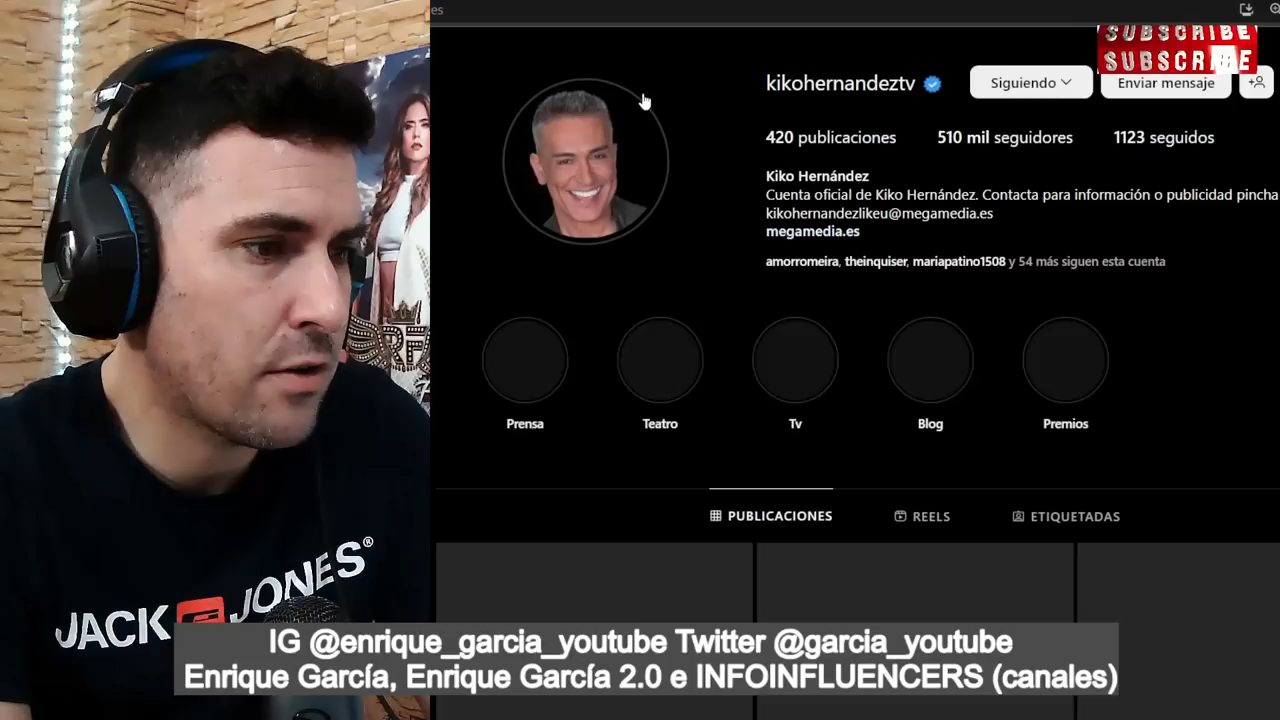 es
SUBSCRIBE
SUBSCRIBE
kikohernandeztv
Siguiendo
Enviar mensaje
420 publicaciones
510 mil seguidores
1123 seguidos
Kiko Hernández
Cuenta oficial de Kiko Hernández. Contacta para información o publicidad pincha
kikohernandezlikeu@megamedia.es
megamedia.es
amorromeira, theinquiser, mariapatino1508 y 54 más siguen esta cuenta
Prensa
Teatro
Tv
Blog
Premios
PUBLICACIONES
REELS
ETIQUETADAS
JACK JONES®
IG @enrique_garcia_youtube Twitter @garcia_youtube
Enrique García, Enrique García 2.0 e INFOINFLUENCERS (canales)